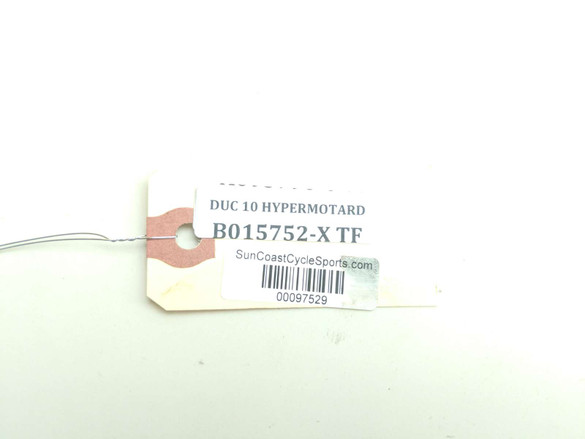 DUC 10 HYPERMOTARD
B015752-X TF
SunCoastCycleSports.com
00097529